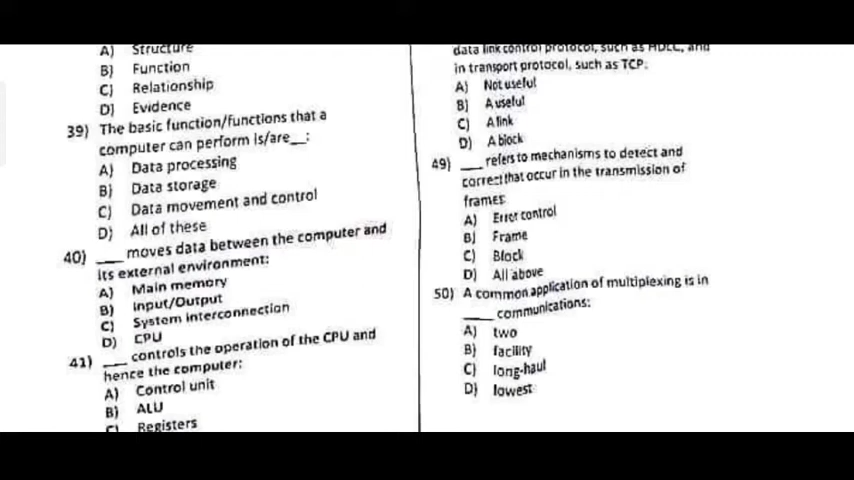 A) Structure
B) Function
C) Relationship
D) Evidence
39) The basic function/functions that a
computer can perform is/are__:
A) Data processing
B) Data storage
C) Data movement and control
D) All of these
40) ___ moves data between the computer and
its external environment:
A) Main memory
B) Input/Output
C) System interconnection
D) CPU
41) ___ controls the operation of the CPU and
hence the computer:
A) Control unit
B) ALU
C) Registers
data link control protocol, such as HDLC, and
in transport protocol, such as TCP:
A) Not useful
B) A useful
C) A link
D) A block
49) ___ refers to mechanisms to detect and
correct that occur in the transmission of
frames:
A) Error control
B) Frame
C) Block
D) All above
50) A common application of multiplexing is in
____ communications:
A) two
B) facility
C) long-haul
D) lowest